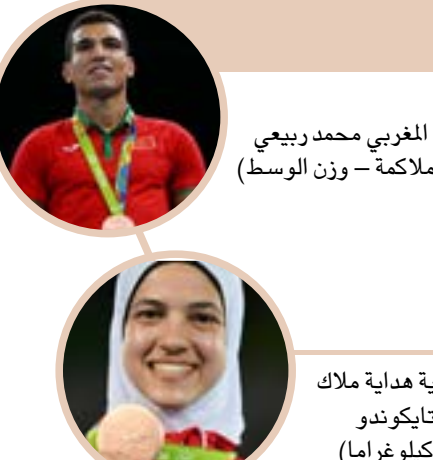 المغربي محمد ربيعي
ملاكمة – وزن الوسط)
ية هداية ملاك
تايكوندو
كيلوغراما)